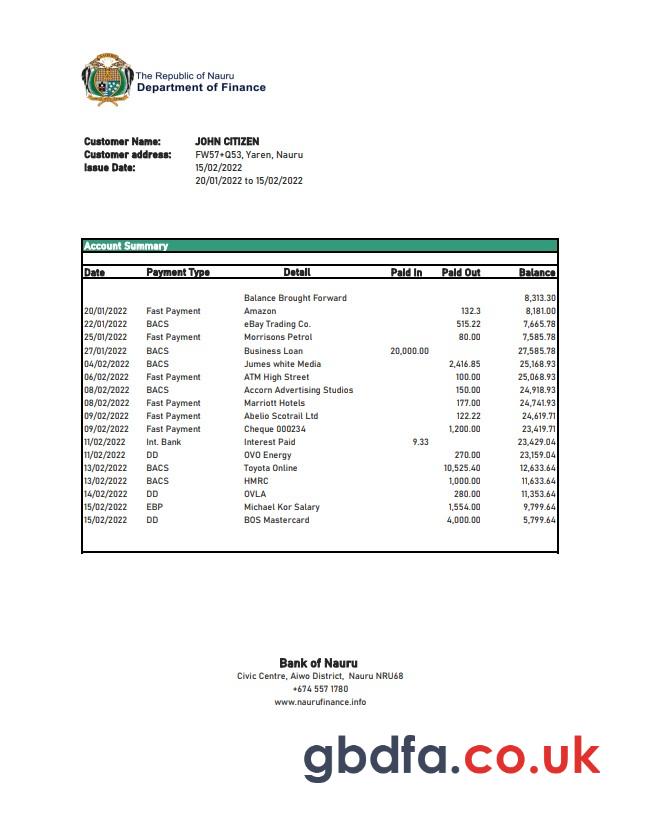 The Republic of Nauru
Department of Finance
Customer Name: JOHN CITIZEN
Customer address: FW57+Q53, Yaren, Nauru
Issue Date: 15/02/2022
20/01/2022 to 15/02/2022
Account Summary
Date Payment Type Detail Paid In Paid Out Balance
Balance Brought Forward 8,313.30
20/01/2022 Fast Payment Amazon 132.3 8,181.00
22/01/2022 BACS eBay Trading Co. 515.22 7,665.78
25/01/2022 Fast Payment Morrisons Petrol 80.00 7,585.78
27/01/2022 BACS Business Loan 20,000.00 27,585.78
04/02/2022 BACS Jumes white Media 2,416.85 25,168.93
06/02/2022 Fast Payment ATM High Street 100.00 25,068.93
08/02/2022 BACS Accorn Advertising Studios 150.00 24,918.93
08/02/2022 Fast Payment Marriott Hotels 177.00 24,741.93
09/02/2022 Fast Payment Abelio Scotrail Ltd 122.22 24,619.71
09/02/2022 Fast Payment Cheque 000234 1,200.00 23,419.71
11/02/2022 Int. Bank Interest Paid 9.33 23,429.04
11/02/2022 DD OVO Energy 270.00 23,159.04
13/02/2022 BACS Toyota Online 10,525.40 12,633.64
13/02/2022 BACS HMRC 1,000.00 11,633.64
14/02/2022 DD OVLA 280.00 11,353.64
15/02/2022 EBP Michael Kor Salary 1,554.00 9,799.64
15/02/2022 DD BOS Mastercard 4,000.00 5,799.64
Bank of Nauru
Civic Centre, Aiwo District, Nauru NRU68
+674 557 1780
www.naurufinance.info
gbdfa.co.uk